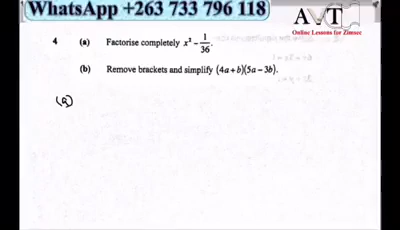 WhatsApp +263 733 796 118
AVT
Online Lessons for Zimsec
4 (a) Factorise completely x² – 1/36.
(b) Remove brackets and simplify (4a + b)(5a – 3b).
(a)